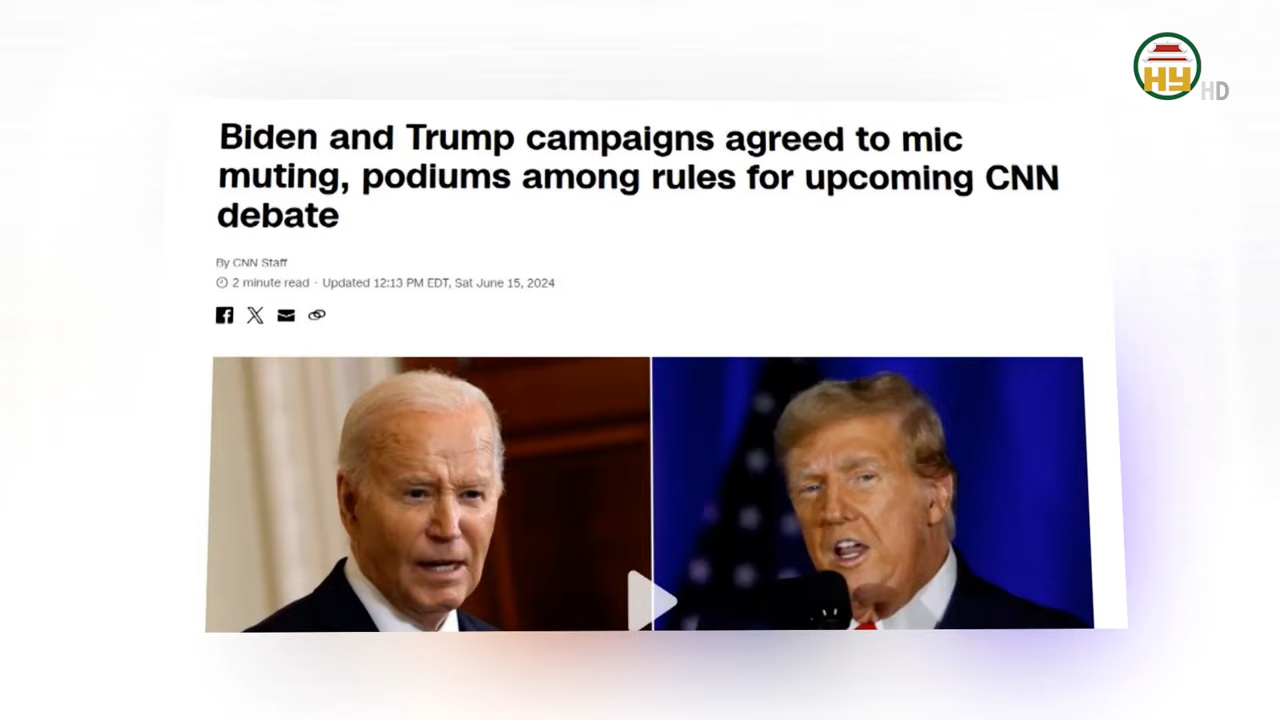 HY
HD
Biden and Trump campaigns agreed to mic
muting, podiums among rules for upcoming CNN
debate
By CNN Staff
2 minute read · Updated 12:13 PM EDT, Sat June 15, 2024